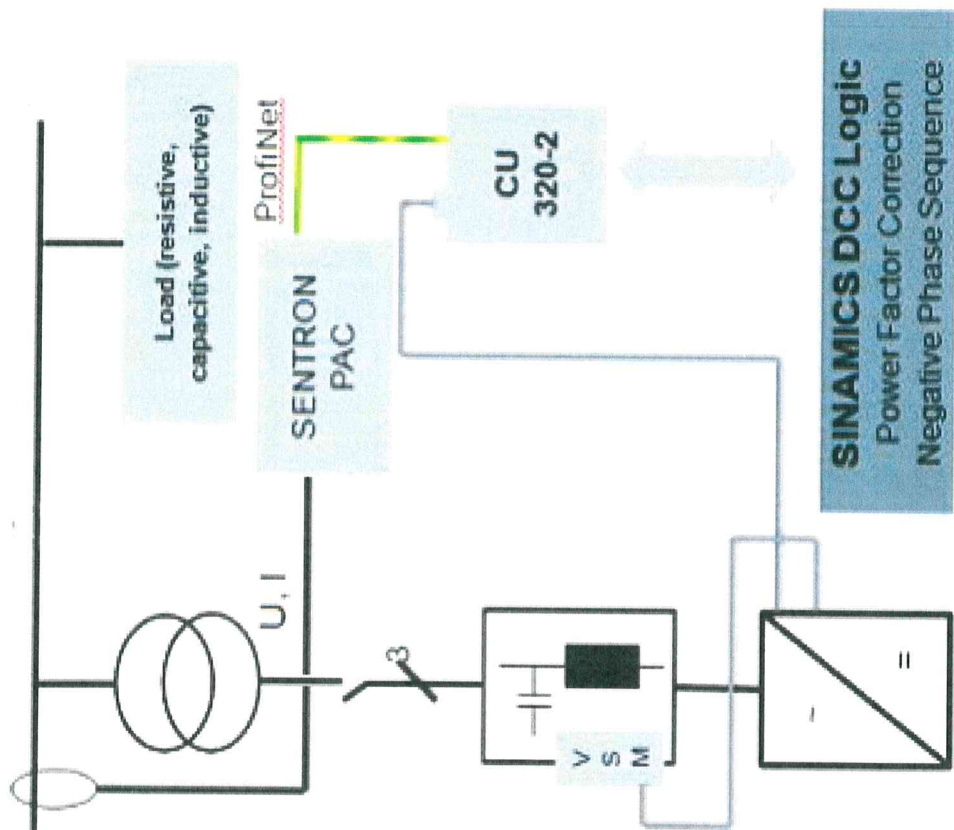 Load (resistive,
capacitive, inductive)
ProfiNet
SENTRON
PAC
U, I
CU
320-2
3
V
S
M
~
=
SINAMICS DCC Logic
Power Factor Correction
Negative Phase Sequence